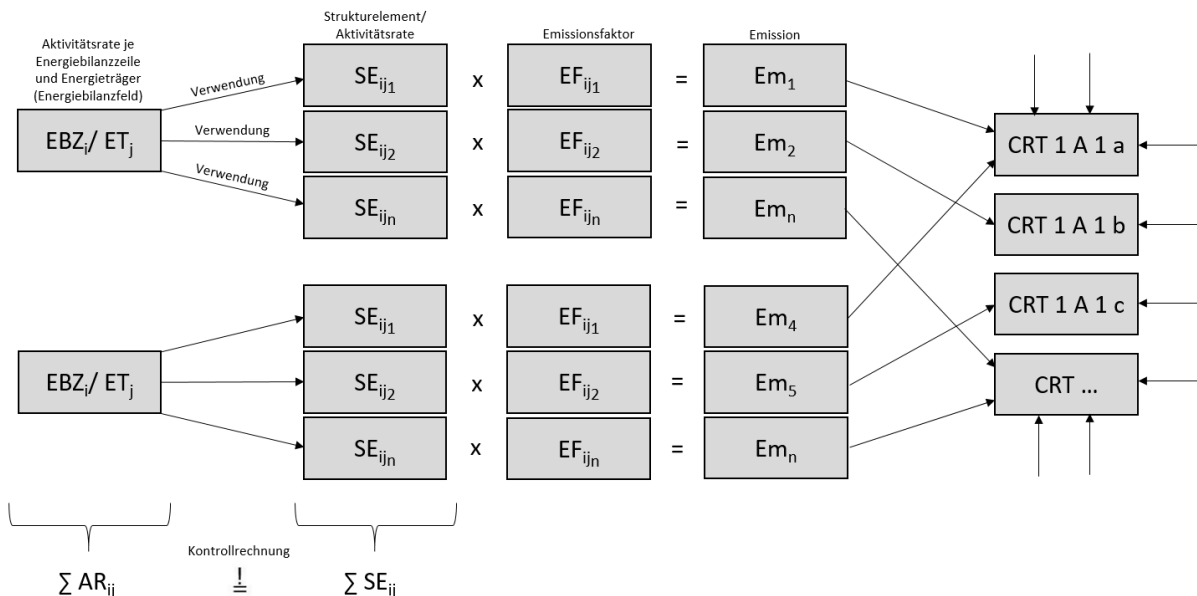 Aktivitätsrate je
Energiebilanzzeile
und Energieträger
(Energiebilanzfeld)
Strukturelement/
Aktivitätsrate
Emissionsfaktor
Emission
EBZi/ ETj
Verwendung
Verwendung
Verwendung
SEij1 x EFij1 = Em1
SEij2 x EFij2 = Em2
SEijn x EFijn = Emn
CRT 1 A 1 a
CRT 1 A 1 b
CRT 1 A 1 c
CRT ...
EBZi/ ETj
SEij1 x EFij1 = Em4
SEij2 x EFij2 = Em5
SEijn x EFijn = Emn
Kontrollrechnung
∑ ARij != ∑ SEij